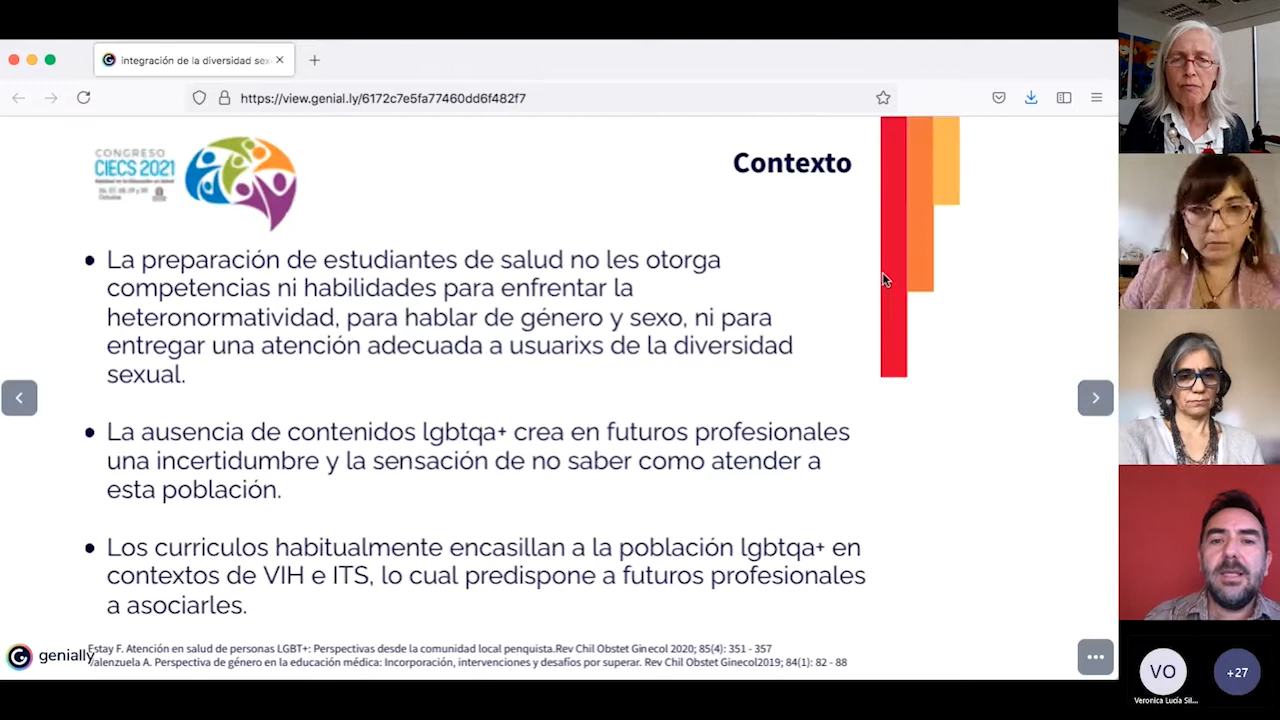 integración de la diversidad sex
https://view.genial.ly/6172c7e5fa77460dd6f482f7
CONGRESO
CIECS 2021
Octubre
Contexto
La preparación de estudiantes de salud no les otorga
competencias ni habilidades para enfrentar la
heteronormatividad, para hablar de género y sexo, ni para
entregar una atención adecuada a usuarixs de la diversidad
sexual.
La ausencia de contenidos lgbtqa+ crea en futuros profesionales
una incertidumbre y la sensación de no saber como atender a
esta población.
Los curriculos habitualmente encasillan a la población lgbtqa+ en
contextos de VIH e ITS, lo cual predispone a futuros profesionales
a asociarles.
genially
Estay F. Atención en salud de personas LGBT+: Perspectivas desde la comunidad local penquista.Rev Chil Obstet Ginecol 2020; 85(4): 351 - 357
Valenzuela A. Perspectiva de género en la educación médica: Incorporación, intervenciones y desafíos por superar. Rev Chil Obstet Ginecol2019; 84(1): 82 - 88
VO
+27
Veronica Lucía Sil...